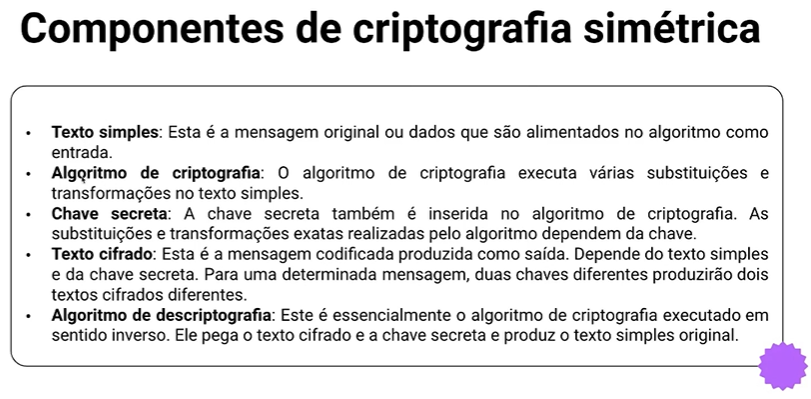 Componentes de criptografia simétrica
• Texto simples: Esta é a mensagem original ou dados que são alimentados no algoritmo como
entrada.
• Algoritmo de criptografia: O algoritmo de criptografia executa várias substituições e
transformações no texto simples.
• Chave secreta: A chave secreta também é inserida no algoritmo de criptografia. As
substituições e transformações exatas realizadas pelo algoritmo dependem da chave.
• Texto cifrado: Esta é a mensagem codificada produzida como saída. Depende do texto simples
e da chave secreta. Para uma determinada mensagem, duas chaves diferentes produzirão dois
textos cifrados diferentes.
• Algoritmo de descriptografia: Este é essencialmente o algoritmo de criptografia executado em
sentido inverso. Ele pega o texto cifrado e a chave secreta e produz o texto simples original.